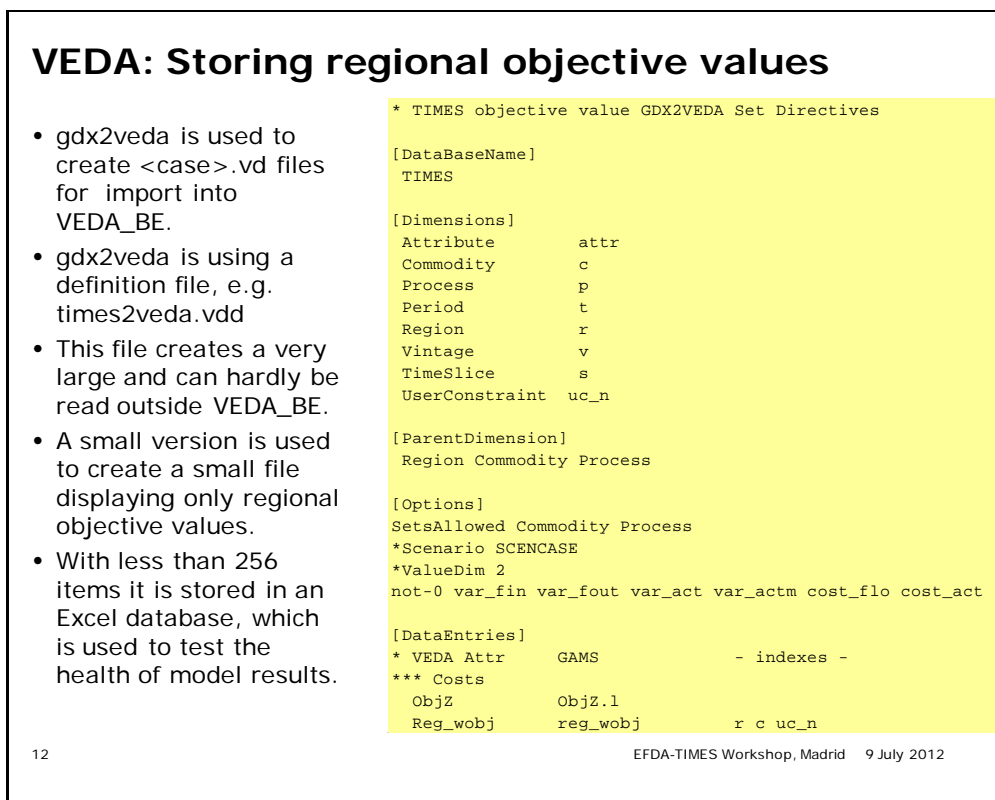 VEDA: Storing regional objective values
• gdx2veda is used to
create <case>.vd files
for import into
VEDA_BE.
• gdx2veda is using a
definition file, e.g.
times2veda.vdd
• This file creates a very
large and can hardly be
read outside VEDA_BE.
• A small version is used
to create a small file
displaying only regional
objective values.
• With less than 256
items it is stored in an
Excel database, which
is used to test the
health of model results.
* TIMES objective value GDX2VEDA Set Directives
[DataBaseName]
TIMES
[Dimensions]
Attribute attr
Commodity c
Process p
Period t
Region r
Vintage v
TimeSlice s
UserConstraint uc_n
[ParentDimension]
Region Commodity Process
[Options]
SetsAllowed Commodity Process
*Scenario SCENCASE
*ValueDim 2
not-0 var_fin var_fout var_act var_actm cost_flo cost_act
[DataEntries]
* VEDA Attr GAMS - indexes -
*** Costs
ObjZ ObjZ.l
Reg_wobj reg_wobj r c uc_n
12 EFDA-TIMES Workshop, Madrid 9 July 2012